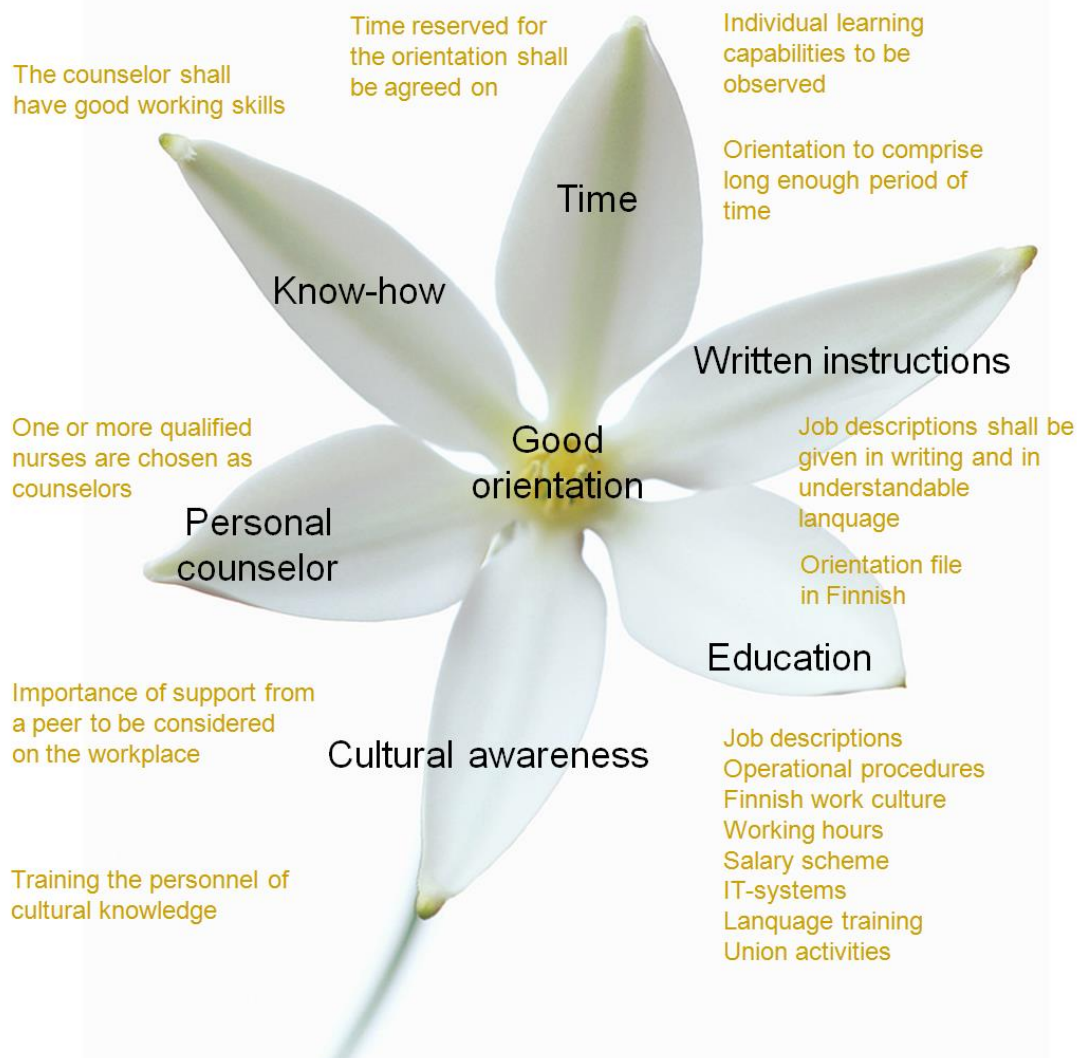 Time reserved for
the orientation shall
be agreed on
Individual learning
capabilities to be
observed
The counselor shall
have good working skills
Orientation to comprise
long enough period of
time
Time
Know-how
Written instructions
One or more qualified
nurses are chosen as
counselors
Good
orientation
Job descriptions shall be
given in writing and in
understandable
lanquage
Personal
counselor
Orientation file
in Finnish
Education
Importance of support from
a peer to be considered
on the workplace
Cultural awareness
Job descriptions
Operational procedures
Finnish work culture
Working hours
Salary scheme
IT-systems
Lanquage training
Union activities
Training the personnel of
cultural knowledge